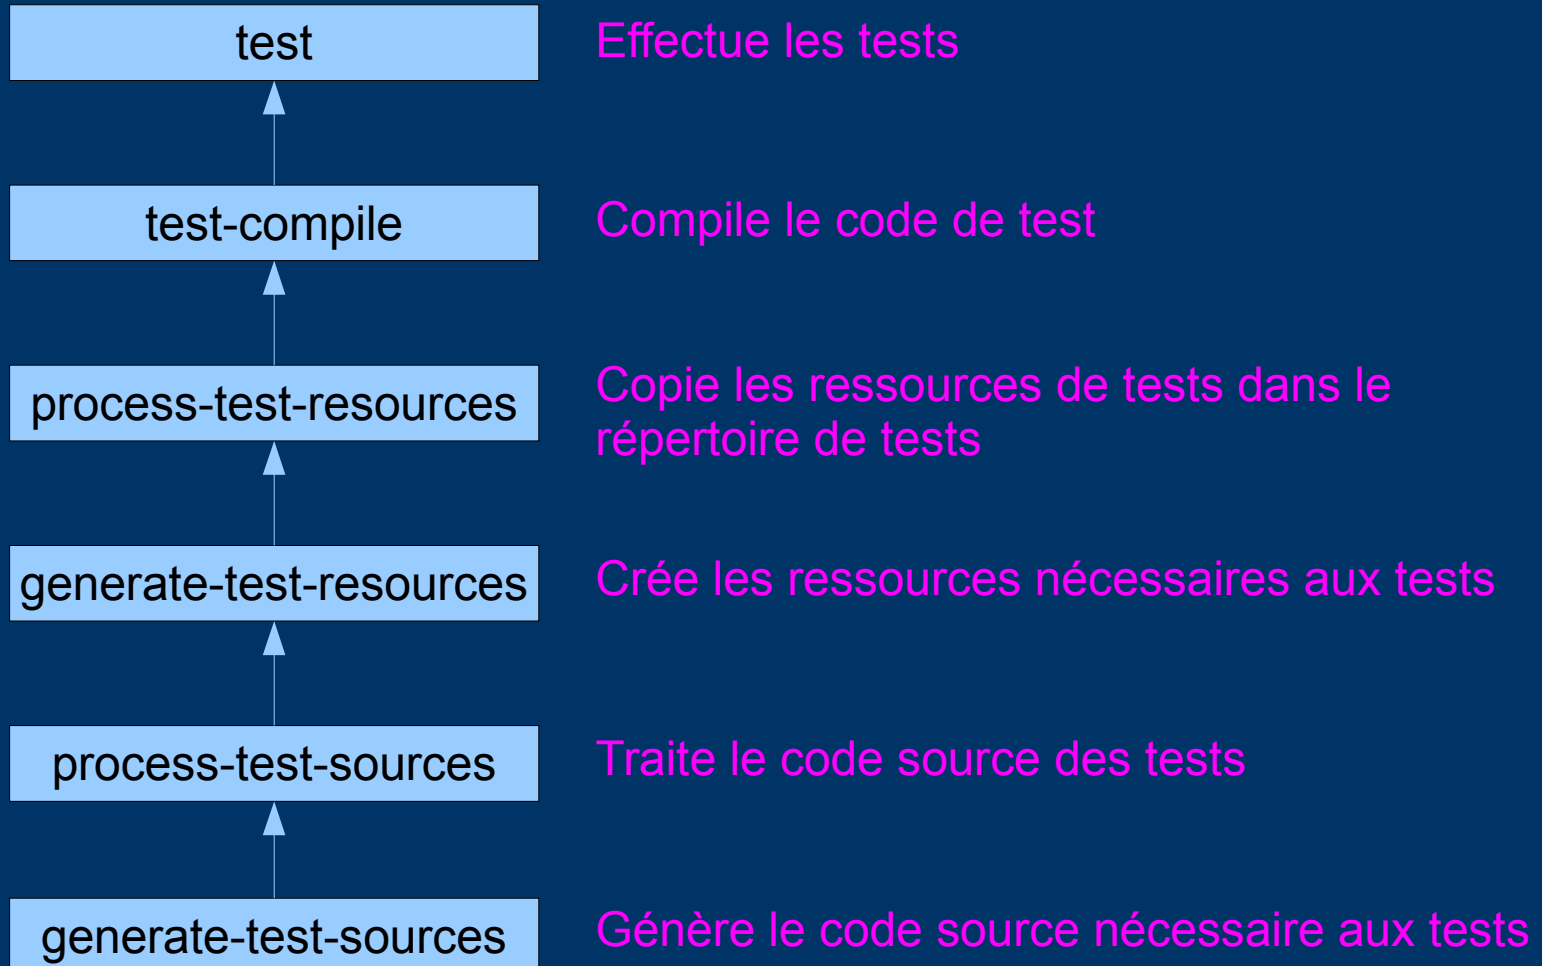 test
Effectue les tests
test-compile
Compile le code de test
process-test-resources
Copie les ressources de tests dans le
répertoire de tests
generate-test-resources
Crée les ressources nécessaires aux tests
process-test-sources
Traite le code source des tests
generate-test-sources
Génère le code source nécessaire aux tests